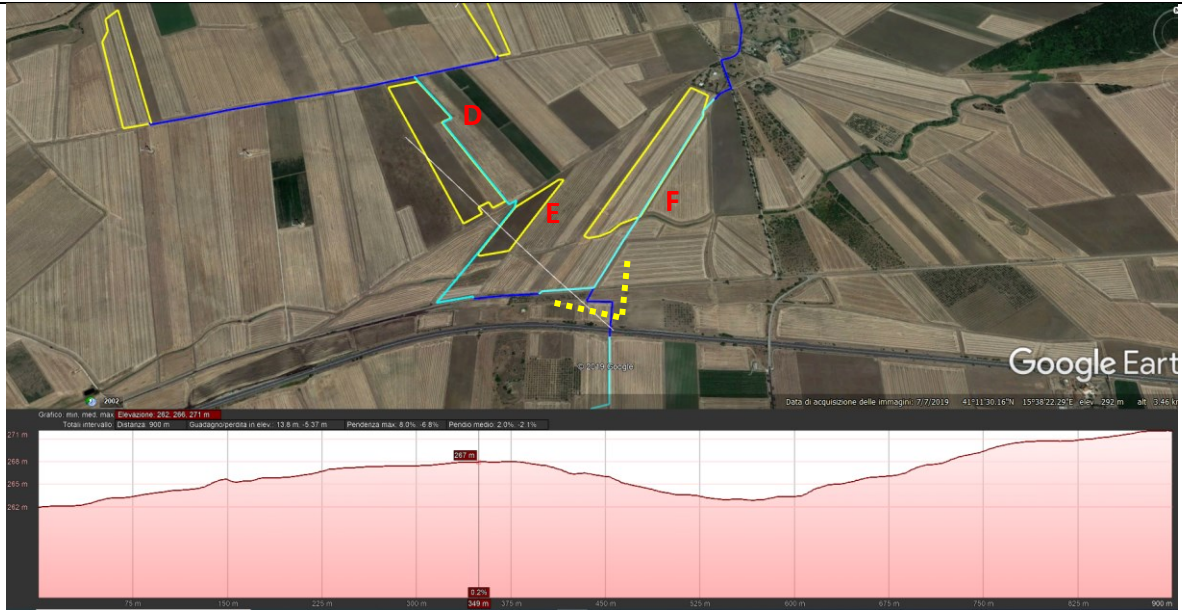 D
E
F
© 2019 Google
Google Eart
2002
Data di acquisizione delle immagini: 7/7/2019 41°11'30.16"N - 15°38'22.29"E elev 292 m alt 3.46 km
Grafico: min. med. max Elevazione: 262, 266, 271 m
Totali intervallo: Distanza: 900 m Guadagno/perdita in elev.: 13.8 m, -5.37 m Pendenza max. 8.0%, -6.8% Pendio medio: 2.0%, -2.1%
271 m
268 m
267 m
265 m
262 m
0.2%
75 m 150 m 225 m 300 m 349 m 375 m 450 m 525 m 600 m 675 m 750 m 825 m 900 m